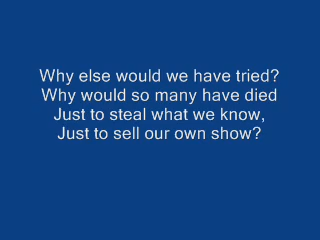 Why else would we have tried?
Why would so many have died
Just to steal what we know,
Just to sell our own show?